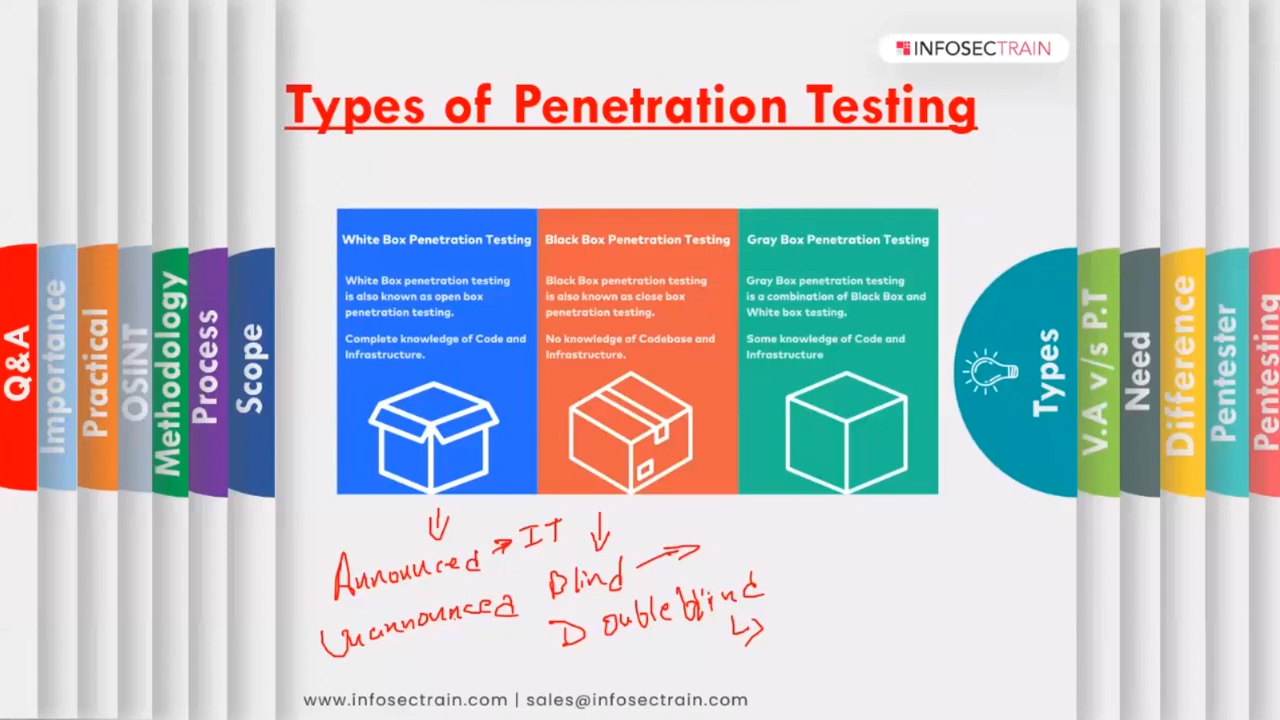 INFOSECTRAIN
Types of Penetration Testing
Q&A
Importance
Practical
OSINT
Methodology
Process
Scope
White Box Penetration Testing
White Box penetration testing
is also known as open box
penetration testing.
Complete knowledge of Code and
Infrastructure.
Black Box Penetration Testing
Black Box penetration testing
is also known as close box
penetration testing.
No knowledge of Codebase and
Infrastructure.
Gray Box Penetration Testing
Gray Box penetration testing
is a combination of Black Box and
White box testing.
Some knowledge of Code and
Infrastructure
Types
V.A v/s P.T
Need
Difference
Pentester
Pentesting
Announced → IT
Unannounced
Blind
Doubleblind
www.infosectrain.com | sales@infosectrain.com